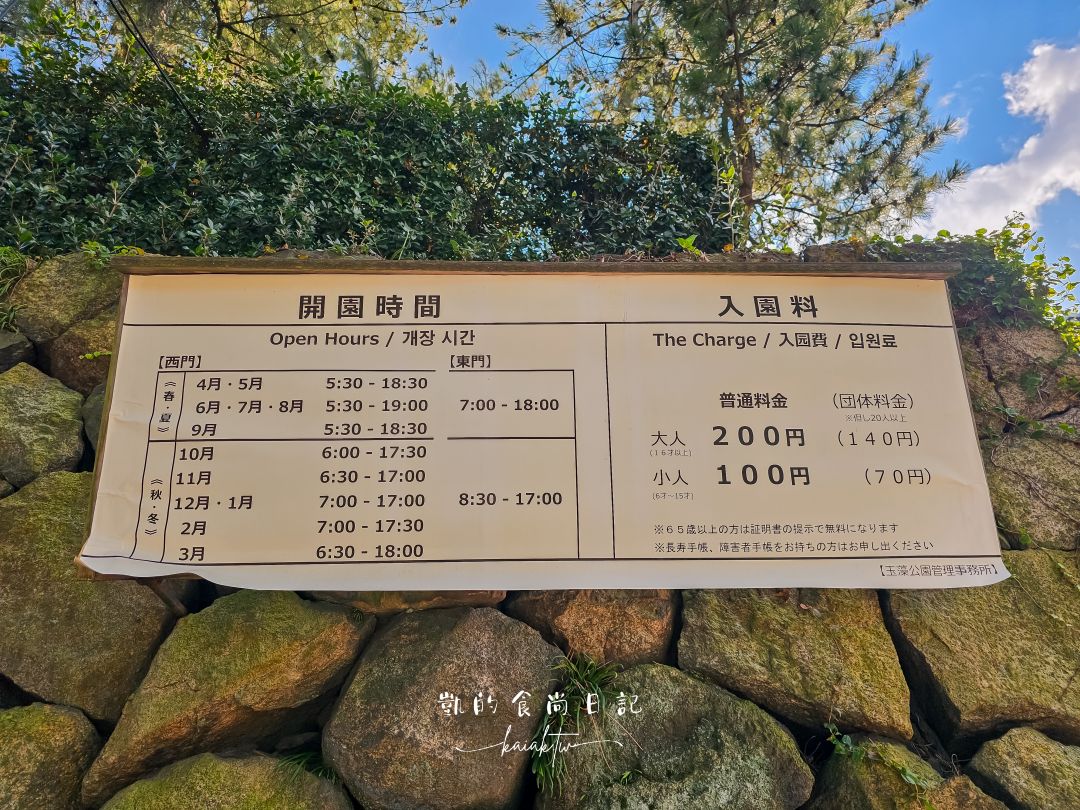 開園時間
Open Hours / 개장 시간
【西門】
【東門】
《春・夏》
4月・5月 5:30 - 18:30
6月・7月・8月 5:30 - 19:00
9月 5:30 - 18:30
7:00 - 18:00
《秋・冬》
10月 6:00 - 17:30
11月 6:30 - 17:00
12月・1月 7:00 - 17:00
2月 7:00 - 17:30
3月 6:30 - 18:00
8:30 - 17:00
入園料
The Charge / 入园費 / 입원료
普通料金 （団体料金）
※但し20人以上
大人 200円 （140円）
（16才以上）
小人 100円 （70円）
（6才～15才）
※65歳以上の方は証明書の提示で無料になります
※長寿手帳、障害者手帳をお持ちの方はお申し出ください
【玉藻公園管理事務所】
凱的食尚日記
kaiaktw